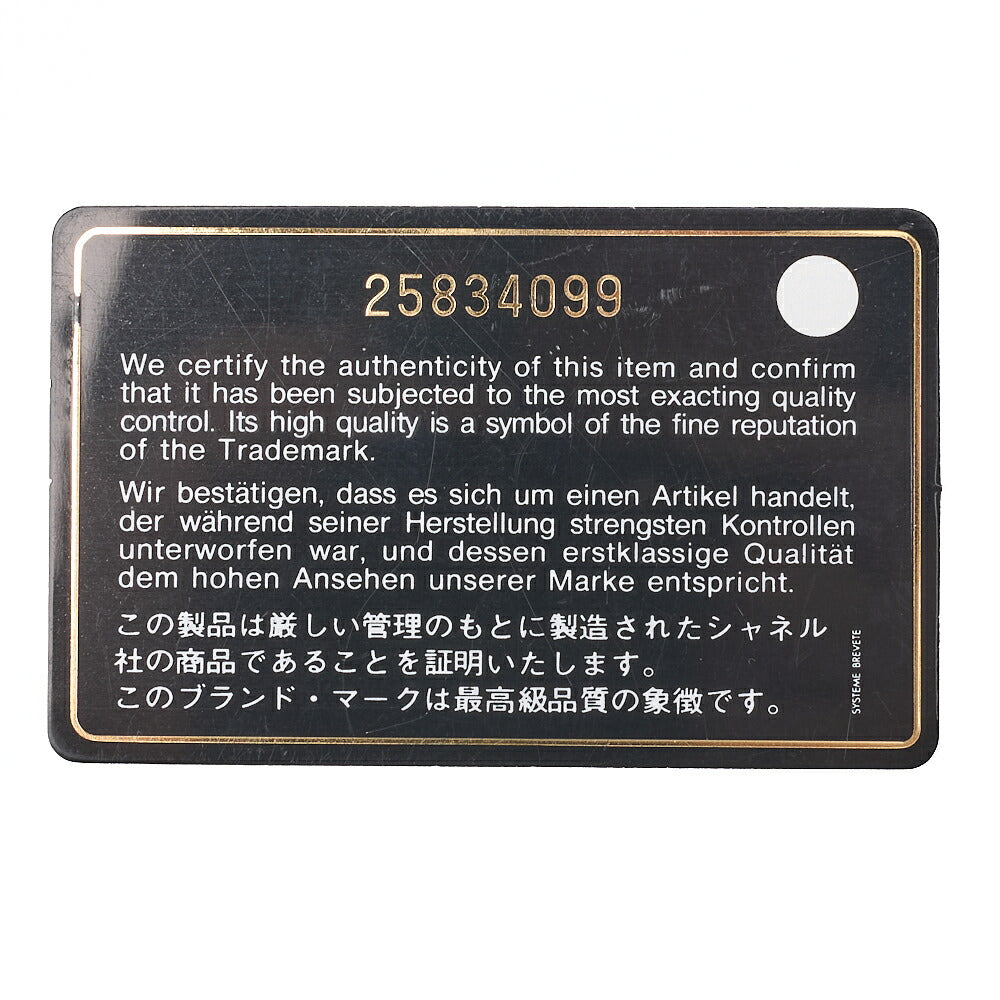 25834099
We certify the authenticity of this item and confirm
that it has been subjected to the most exacting quality
control. Its high quality is a symbol of the fine reputation
of the Trademark.
Wir bestätigen, dass es sich um einen Artikel handelt,
der während seiner Herstellung strengsten Kontrollen
unterworfen war, und dessen erstklassige Qualität
dem hohen Ansehen unserer Marke entspricht.
この製品は厳しい管理のもとに製造されたシャネル
社の商品であることを証明いたします。
このブランド・マークは最高級品質の象徴です。
SYSTEME BREVETE